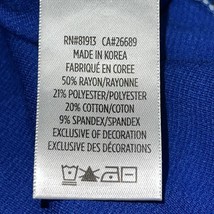 RN#81913 CA#26689
MADE IN KOREA
FABRIQUÉ EN COREE
50% RAYON/RAYONNE
21% POLYESTER/POLYESTER
20% COTTON/COTON
9% SPANDEX/SPANDEX
EXCLUSIVE OF DECORATION
EXCLUSIVE DES DÉCORATIONS